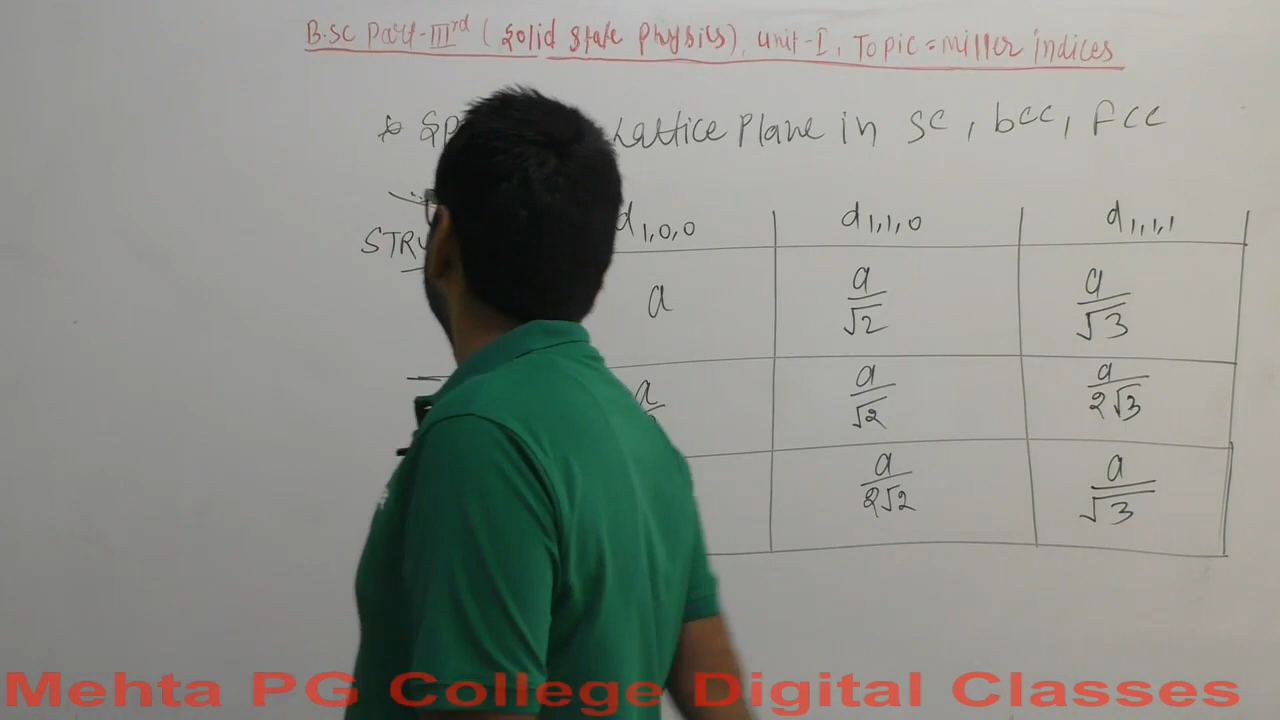 B.SC Part-IIIrd (Solid state Physics), unit-I, Topic = Miller indices
Lattice Plane in SC, bCC, FCC
d1,0,0 d1,1,0 d1,1,1
a a/√2 a/√3
a a/√2 a/2√3
a/2√2 a/√3
Mehta PG College Digital Classes